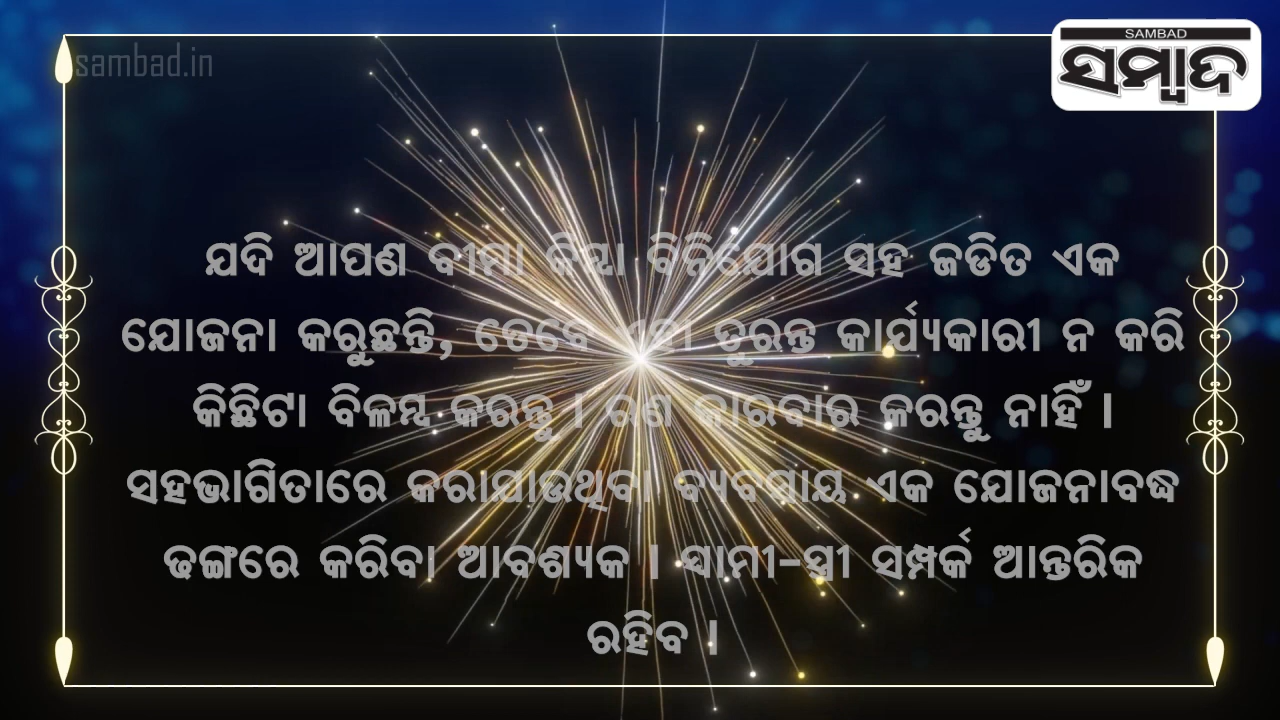 sambad.in
SAMBAD
ସମ୍ବାଦ
ଯଦି ଆପଣ ବୀମା କିମ୍ବା ବିନିଯୋଗ ସହ ଜଡିତ ଏକ
ଯୋଜନା କରୁଛନ୍ତି, ତେବେ ଏହା ତୁରନ୍ତ କାର୍ଯ୍ୟକାରୀ ନ କରି
କିଛିଟା ବିଳମ୍ବ କରନ୍ତୁ । ଋଣ କାରବାର କରନ୍ତୁ ନାହିଁ ।
ସହଭାଗିତାରେ କରାଯାଉଥିବା ବ୍ୟବସାୟ ଏକ ଯୋଜନାବଦ୍ଧ
ଢଙ୍ଗରେ କରିବା ଆବଶ୍ୟକ । ସ୍ୱାମୀ-ସ୍ତ୍ରୀ ସମ୍ପର୍କ ଆନ୍ତରିକ
ରହିବ ।